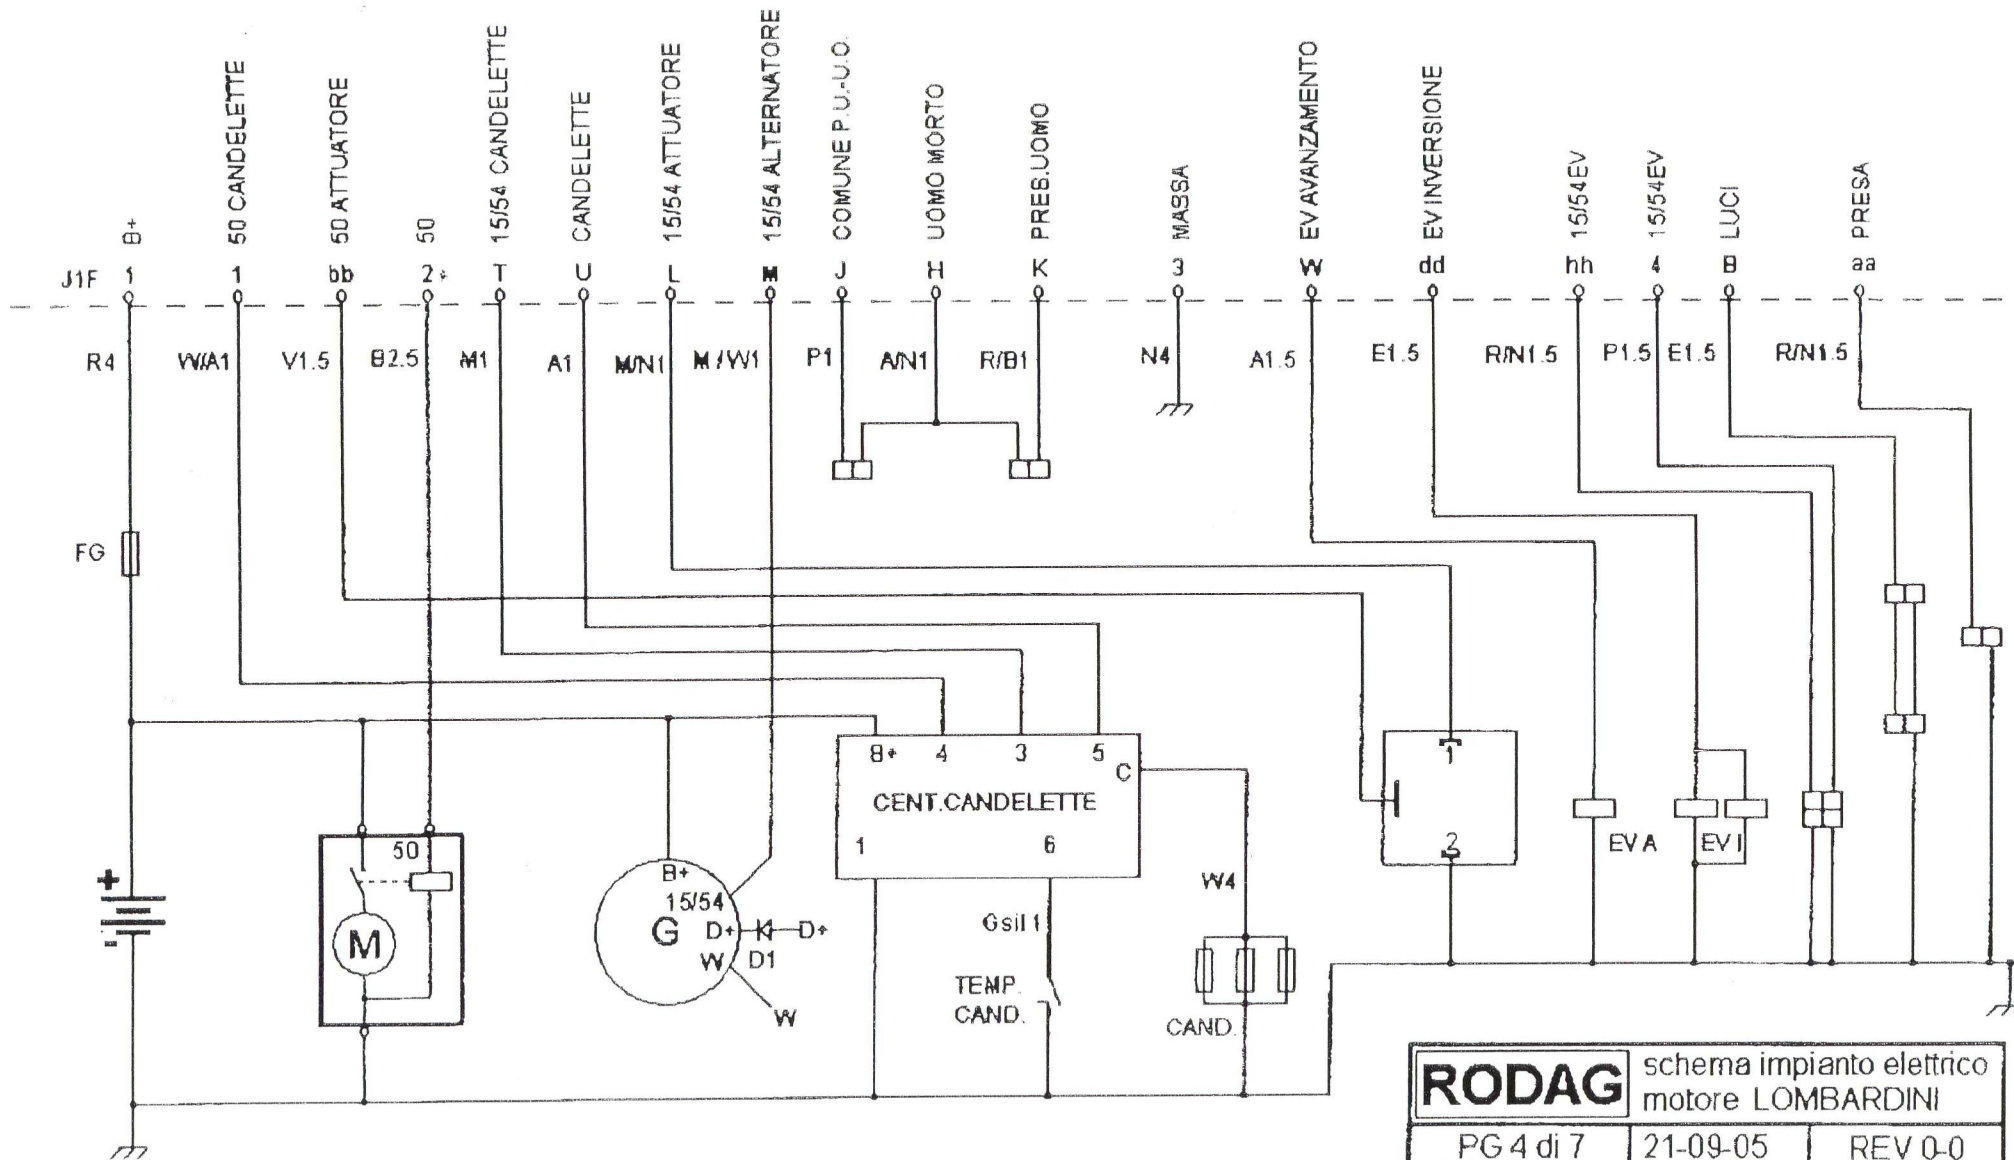 B+
50 CANDELETTE
50 ATTUATORE
50
15/54 CANDELETTE
CANDELETTE
15/54 ATTUATORE
15/54 ALTERNATORE
COMUNE P.U.-U.O.
UOMO MORTO
PRES.UOMO
MASSA
EV AVANZAMENTO
EV INVERSIONE
15/54 EV
15/54 EV
LUCI
PRESA
J1F 1 1 bb 2+ T U L M J H K 3 W dd hh 4 B aa
R4 W/A1 V1.5 B2.5 M1 A1 M/N1 M/W1 P1 A/N1 R/B1 N4 A1.5 E1.5 R/N1.5 P1.5 E1.5 R/N1.5
FG
B+ 4 3 5
C
CENT.CANDELETTE
1 6
1
2
EV A EV I
50
M
+
-
B+
15/54
G D+ D+
W D1
W
W4
Gsil 1
TEMP.
CAND.
CAND.
RODAG
schema impianto elettrico
motore LOMBARDINI
PG 4 di 7 21-09-05 REV 0-0